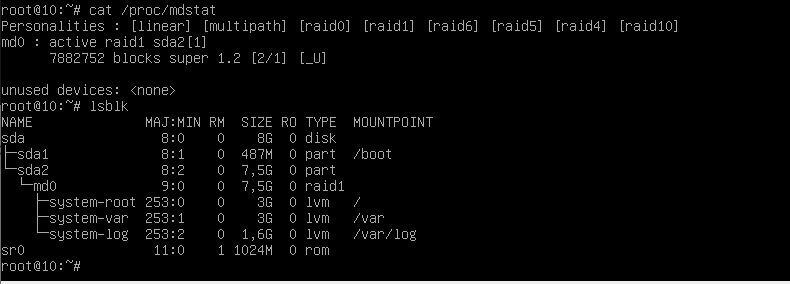 root@10:~# cat /proc/mdstat
Personalities : [linear] [multipath] [raid0] [raid1] [raid6] [raid5] [raid4] [raid10]
md0 : active raid1 sda2[1]
      7882752 blocks super 1.2 [2/1] [_U]

unused devices: <none>
root@10:~# lsblk
NAME              MAJ:MIN RM  SIZE RO TYPE  MOUNTPOINT
sda                 8:0    0    8G  0 disk
├─sda1              8:1    0  487M  0 part  /boot
└─sda2              8:2    0  7,5G  0 part
  └─md0             9:0    0  7,5G  0 raid1
    ├─system-root 253:0    0    3G  0 lvm   /
    ├─system-var  253:1    0    3G  0 lvm   /var
    └─system-log  253:2    0  1,6G  0 lvm   /var/log
sr0                11:0    1 1024M  0 rom
root@10:~#